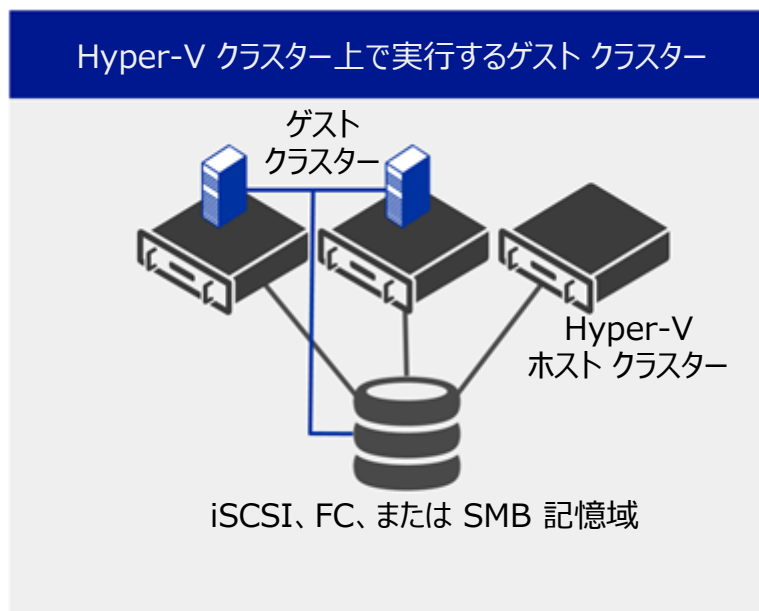 Hyper-V クラスター上で実行するゲスト クラスター
ゲスト
クラスター
Hyper-V
ホスト クラスター
iSCSI、FC、または SMB 記憶域